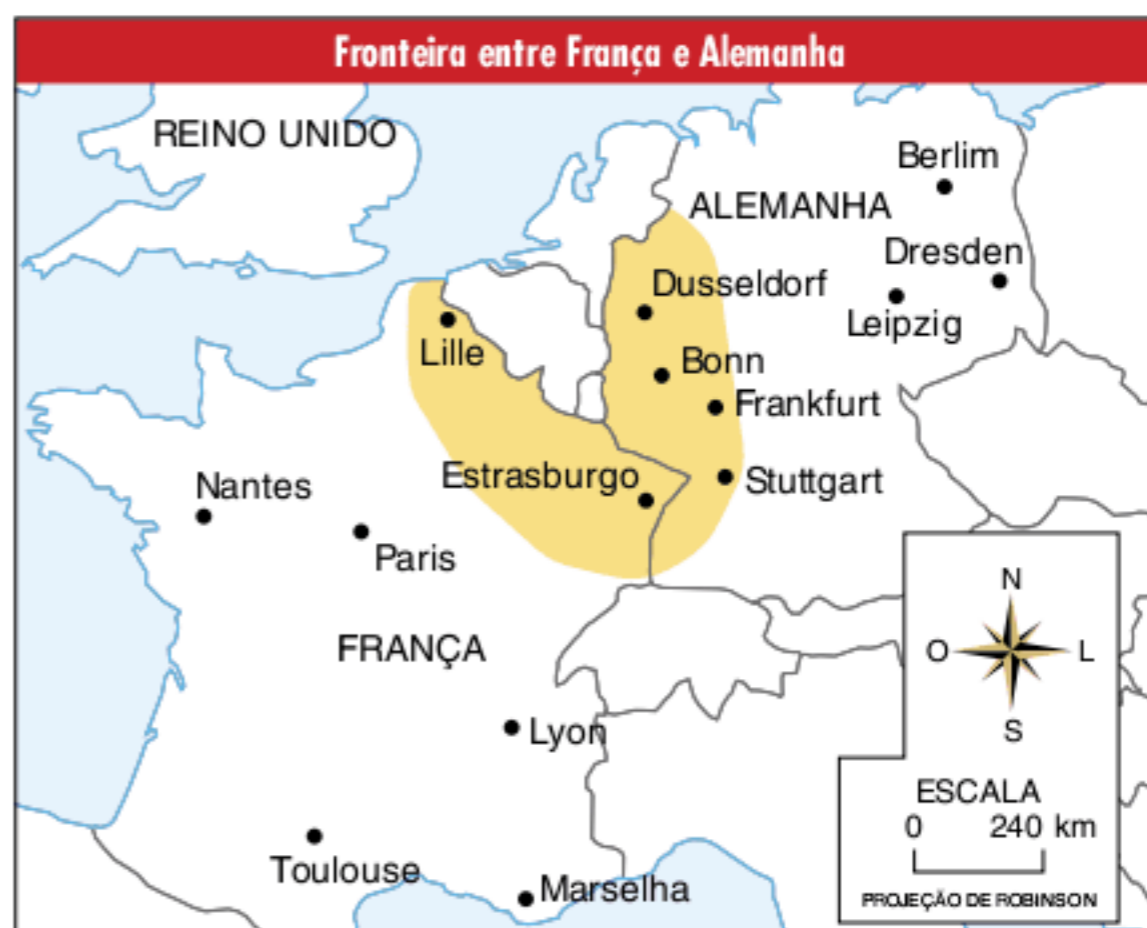 Fronteira entre França e Alemanha
REINO UNIDO
Berlim
ALEMANHA
Dresden
Dusseldorf
Leipzig
Lille
Bonn
Frankfurt
Estrasburgo
Stuttgart
Nantes
Paris
FRANÇA
Lyon
Toulouse
Marselha
N
O
L
S
ESCALA
0 240 km
PROJEÇÃO DE ROBINSON